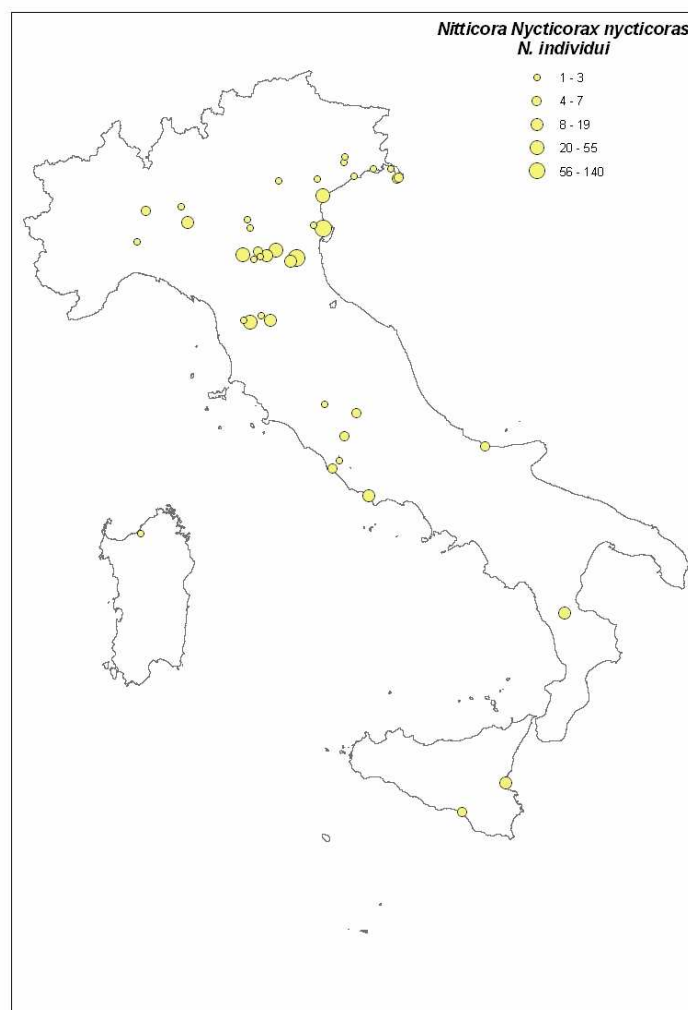 Nitticora Nycticorax nycticoras
N. individui
1 - 3
4 - 7
8 - 19
20 - 55
56 - 140